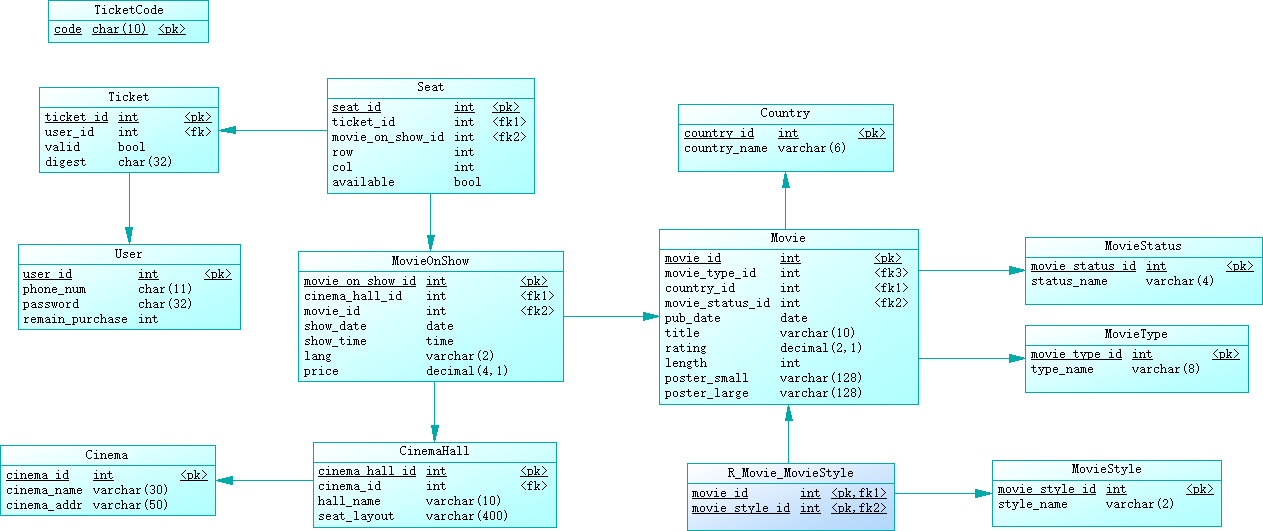 TicketCode
code char(10) <pk>
Ticket
ticket_id int <pk>
user_id int <fk>
valid bool
digest char(32)
Seat
seat_id int <pk>
ticket_id int <fk1>
movie_on_show_id int <fk2>
row int
col int
available bool
Country
country_id int <pk>
country_name varchar(6)
User
user_id int <pk>
phone_num char(11)
password char(32)
remain_purchase int
MovieOnShow
movie_on_show_id int <pk>
cinema_hall_id int <fk1>
movie_id int <fk2>
show_date date
show_time time
lang varchar(2)
price decimal(4,1)
Movie
movie_id int <pk>
movie_type_id int <fk3>
country_id int <fk1>
movie_status_id int <fk2>
pub_date date
title varchar(10)
rating decimal(2,1)
length int
poster_small varchar(128)
poster_large varchar(128)
MovieStatus
movie_status_id int <pk>
status_name varchar(4)
MovieType
movie_type_id int <pk>
type_name varchar(8)
Cinema
cinema_id int <pk>
cinema_name varchar(30)
cinema_addr varchar(50)
CinemaHall
cinema_hall_id int <pk>
cinema_id int <fk>
hall_name varchar(10)
seat_layout varchar(400)
R_Movie_MovieStyle
movie_id int <pk,fk1>
movie_style_id int <pk,fk2>
MovieStyle
movie_style_id int <pk>
style_name varchar(2)